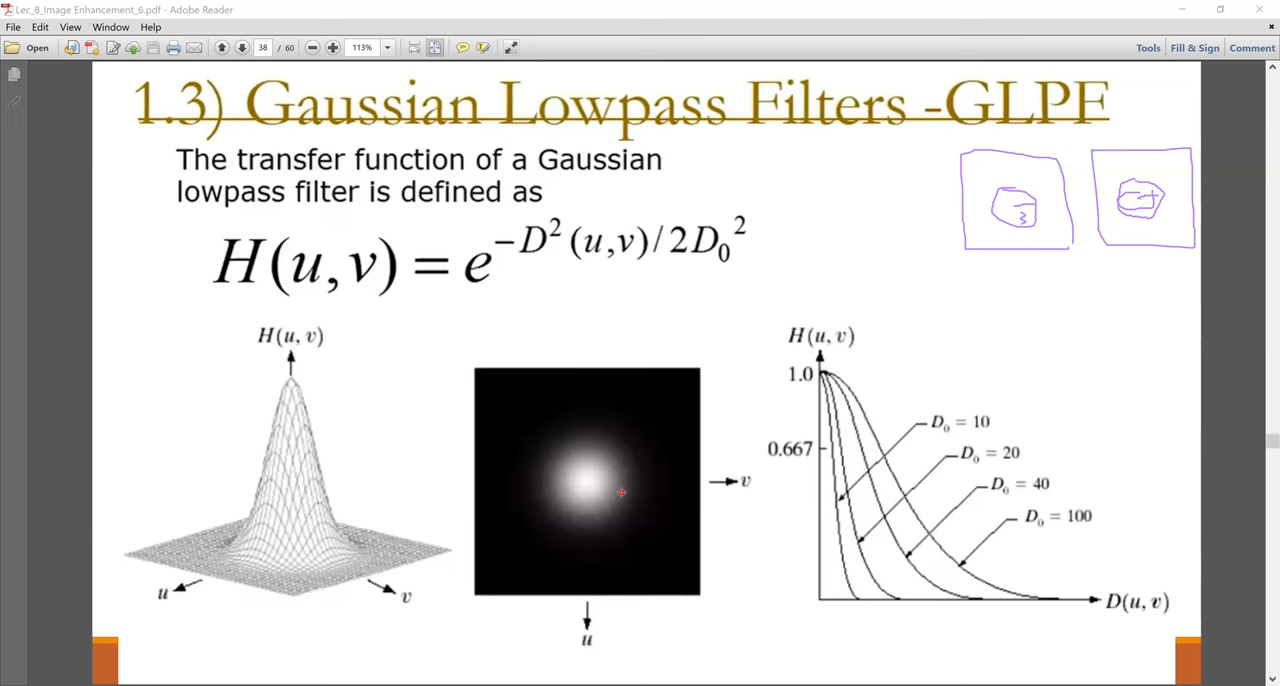 Lec_8_Image Enhancement_6.pdf - Adobe Reader
File Edit View Window Help
Open 38 / 60 113% Tools Fill & Sign Comment
1.3) Gaussian Lowpass Filters -GLPF
The transfer function of a Gaussian
lowpass filter is defined as
H(u,v) = e^{-D²(u,v)/2D₀²}
H(u, v)
u
v
v
u
H(u, v)
1.0
0.667
D₀ = 10
D₀ = 20
D₀ = 40
D₀ = 100
D(u, v)